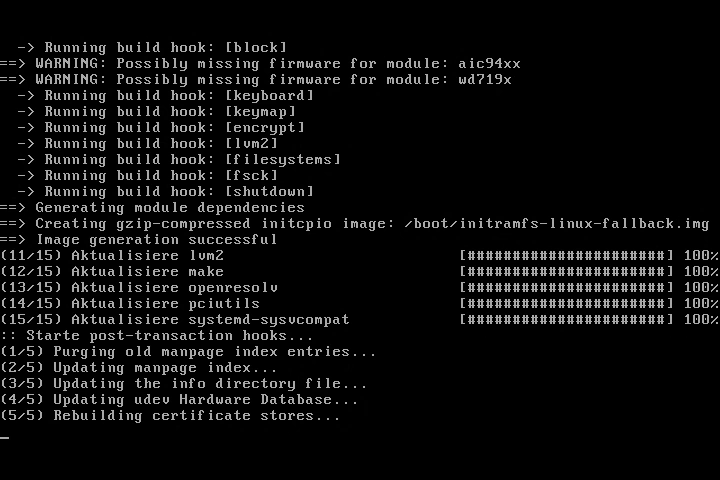 -> Running build hook: [block]
==> WARNING: Possibly missing firmware for module: aic94xx
==> WARNING: Possibly missing firmware for module: wd719x
-> Running build hook: [keyboard]
-> Running build hook: [keymap]
-> Running build hook: [encrypt]
-> Running build hook: [lvm2]
-> Running build hook: [filesystems]
-> Running build hook: [fsck]
-> Running build hook: [shutdown]
==> Generating module dependencies
==> Creating gzip-compressed initcpio image: /boot/initramfs-linux-fallback.img
==> Image generation successful
(11/15) Aktualisiere lvm2 [######################] 100%
(12/15) Aktualisiere make [######################] 100%
(13/15) Aktualisiere openresolv [######################] 100%
(14/15) Aktualisiere pciutils [######################] 100%
(15/15) Aktualisiere systemd-sysvcompat [######################] 100%
:: Starte post-transaction hooks...
(1/5) Purging old manpage index entries...
(2/5) Updating manpage index...
(3/5) Updating the info directory file...
(4/5) Updating udev Hardware Database...
(5/5) Rebuilding certificate stores...
_